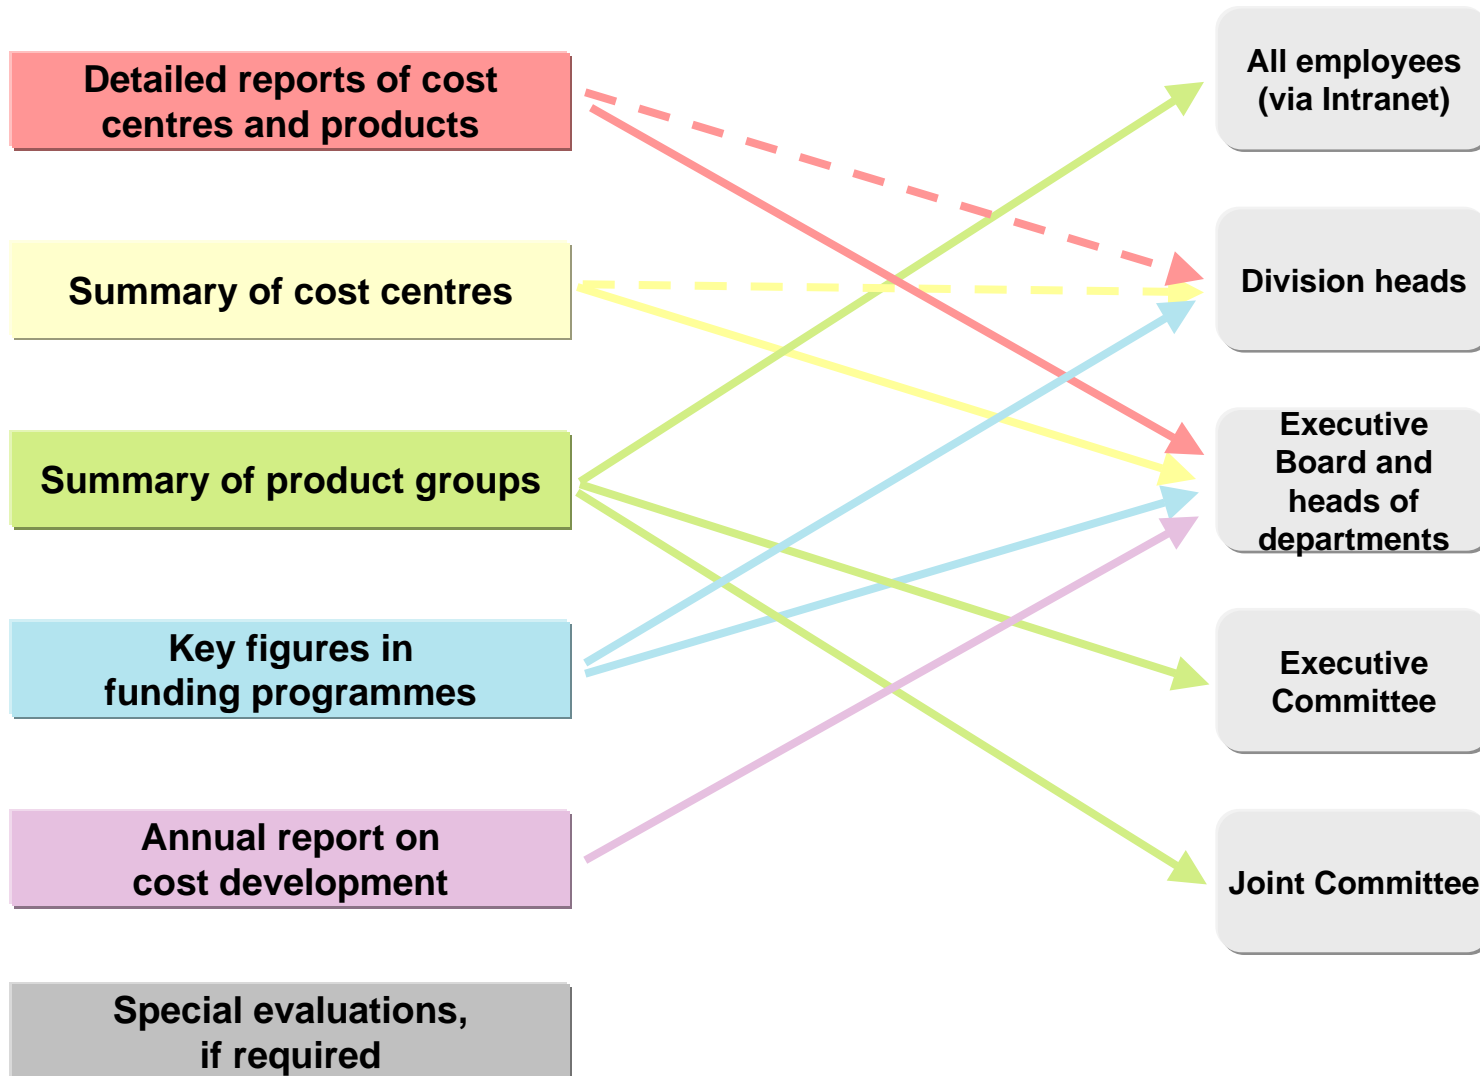 Detailed reports of cost
centres and products
Summary of cost centres
Summary of product groups
Key figures in
funding programmes
Annual report on
cost development
Special evaluations,
if required
All employees
(via Intranet)
Division heads
Executive
Board and
heads of
departments
Executive
Committee
Joint Committee